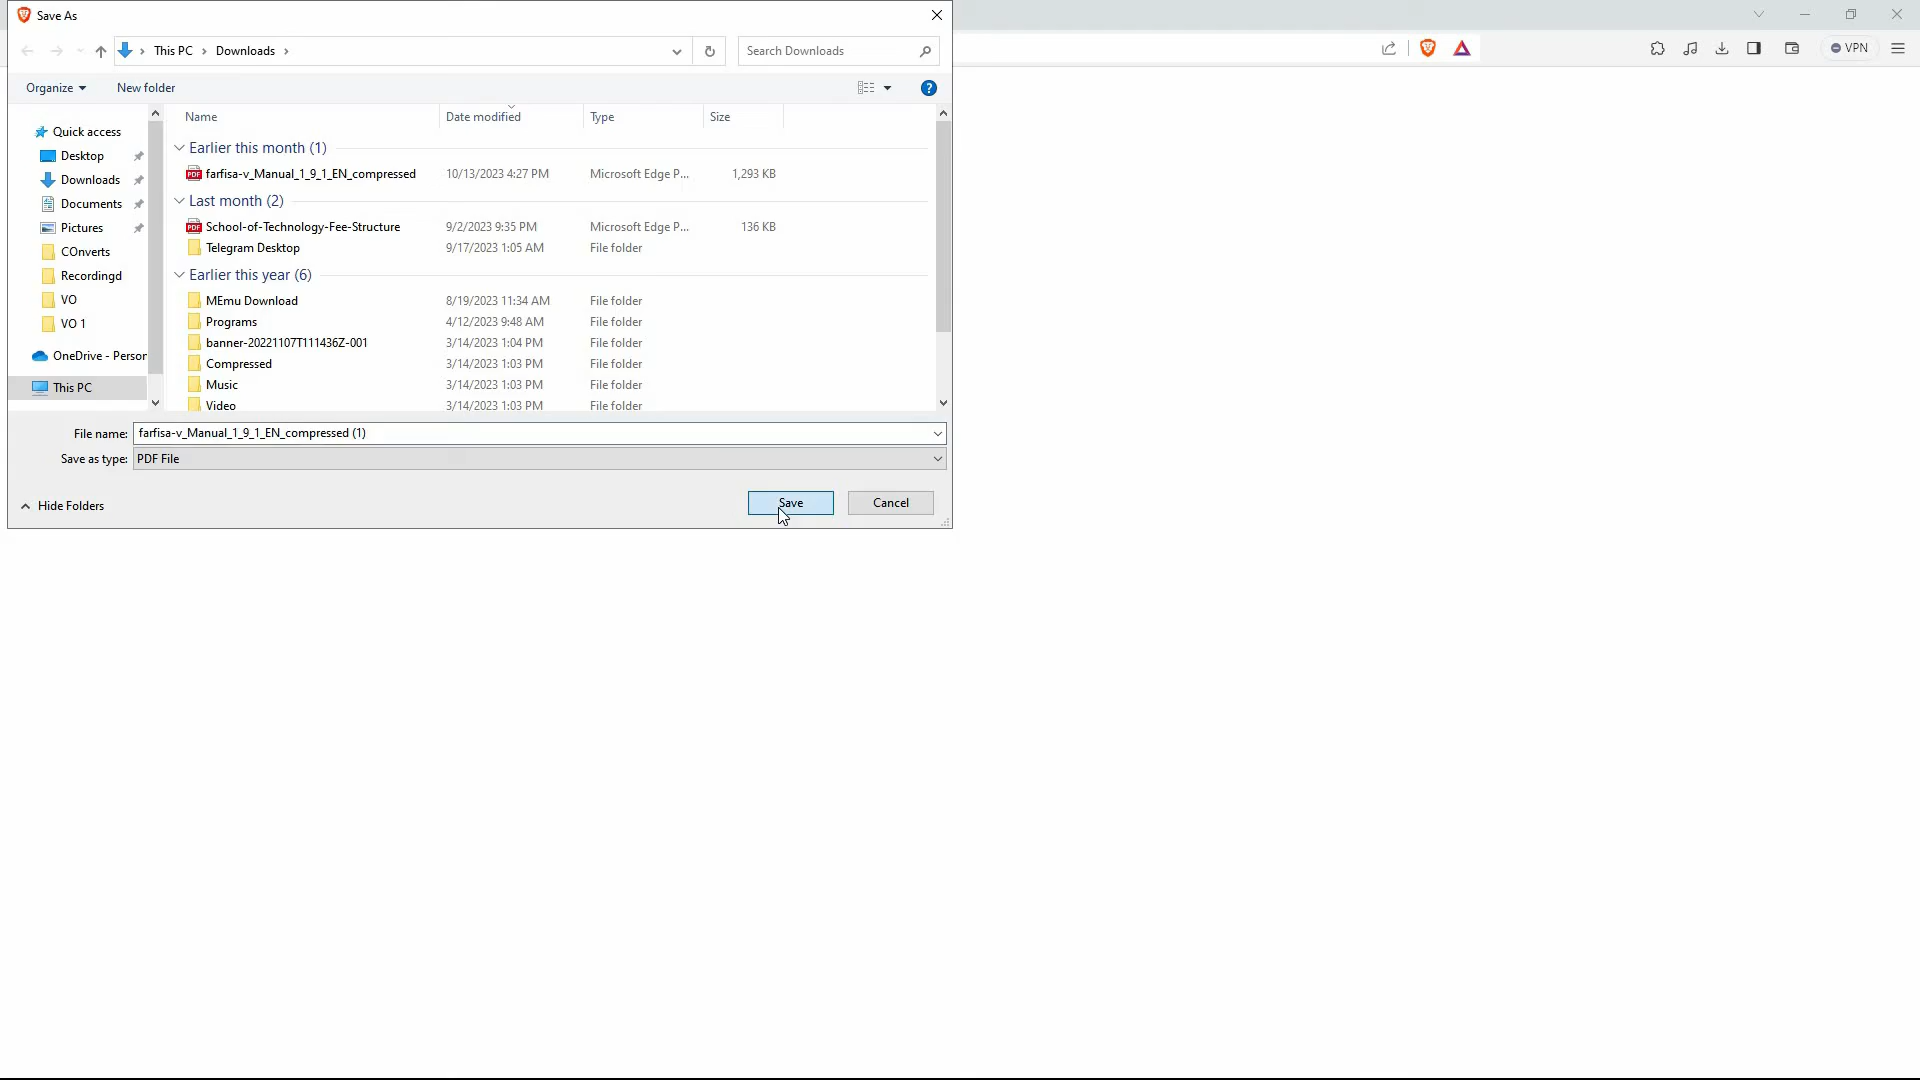 Save As
This PC Downloads
Search Downloads
VPN
Organize New folder
?
Name Date modified Type Size
Quick access
Desktop
Downloads
Documents
Pictures
COnverts
Recordingd
VO
VO 1
OneDrive - Person
This PC
Earlier this month (1)
PDF farfisa-v_Manual_1_9_1_EN_compressed 10/13/2023 4:27 PM Microsoft Edge P... 1,293 KB
Last month (2)
PDF School-of-Technology-Fee-Structure 9/2/2023 9:35 PM Microsoft Edge P... 136 KB
Telegram Desktop 9/17/2023 1:05 AM File folder
Earlier this year (6)
MEmu Download 8/19/2023 11:34 AM File folder
Programs 4/12/2023 9:48 AM File folder
banner-20221107T111436Z-001 3/14/2023 1:04 PM File folder
Compressed 3/14/2023 1:03 PM File folder
Music 3/14/2023 1:03 PM File folder
Video 3/14/2023 1:03 PM File folder
File name: farfisa-v_Manual_1_9_1_EN_compressed (1)
Save as type: PDF File
Hide Folders
Save Cancel